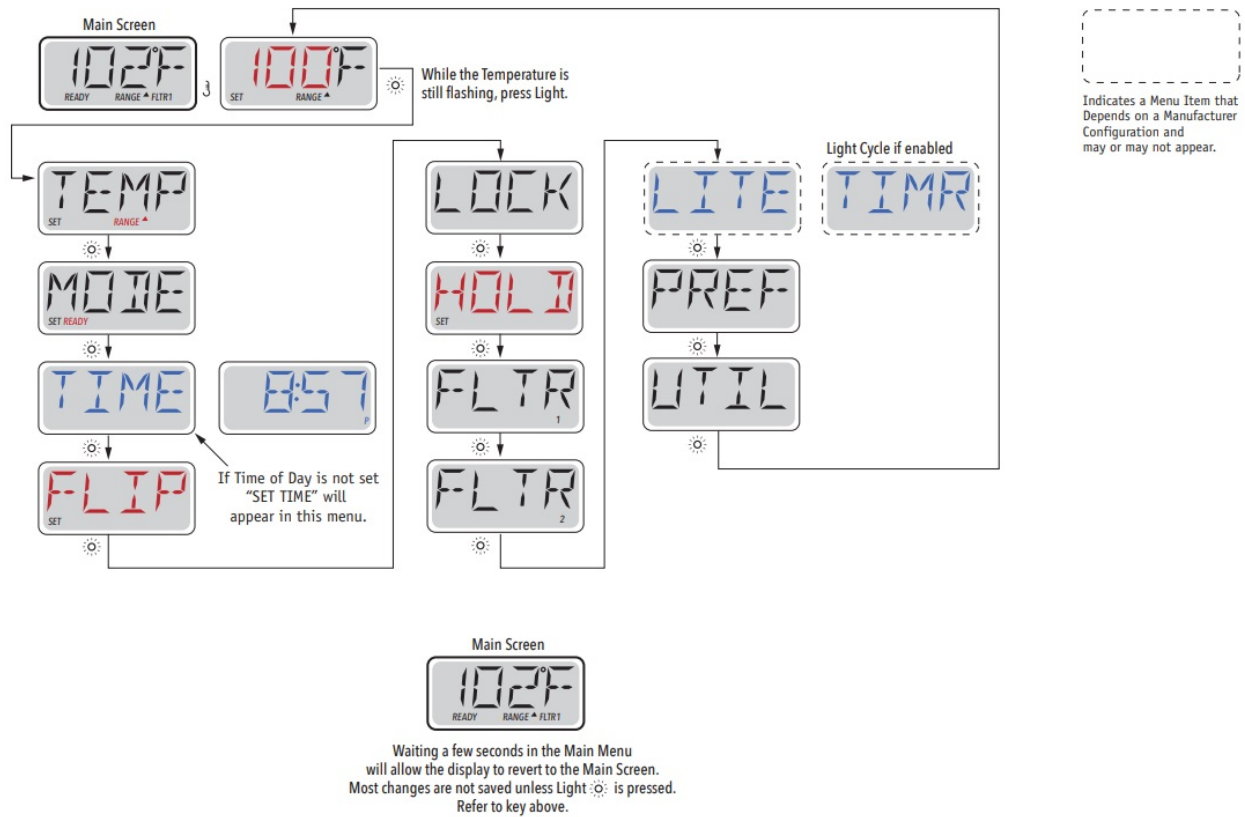 Main Screen
102°F
READY RANGE FLTR1
100°F
SET RANGE
While the Temperature is
still flashing, press Light.
Indicates a Menu Item that
Depends on a Manufacturer
Configuration and
may or may not appear.
TEMP
SET RANGE
MODE
SET READY
TIME
8:57
P
If Time of Day is not set
“SET TIME” will
appear in this menu.
FLIP
SET
LOCK
HOLD
SET
FLTR
1
FLTR
2
Light Cycle if enabled
LITE
TIMR
PREF
UTIL
Main Screen
102°F
READY RANGE FLTR1
Waiting a few seconds in the Main Menu
will allow the display to revert to the Main Screen.
Most changes are not saved unless Light is pressed.
Refer to key above.